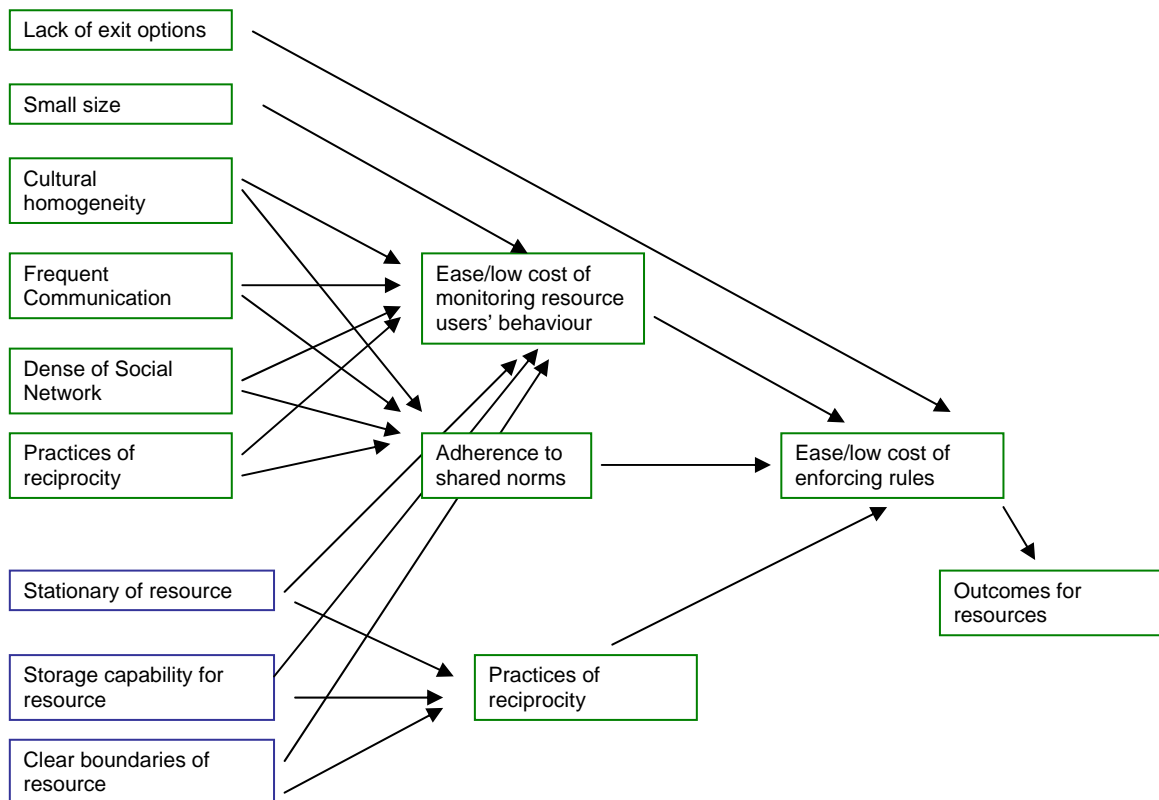 Lack of exit options
Small size
Cultural
homogeneity
Frequent
Communication
Dense of Social
Network
Practices of
reciprocity
Stationary of resource
Storage capability for
resource
Clear boundaries of
resource
Ease/low cost of
monitoring resource
users’ behaviour
Adherence to
shared norms
Practices of
reciprocity
Ease/low cost of
enforcing rules
Outcomes for
resources